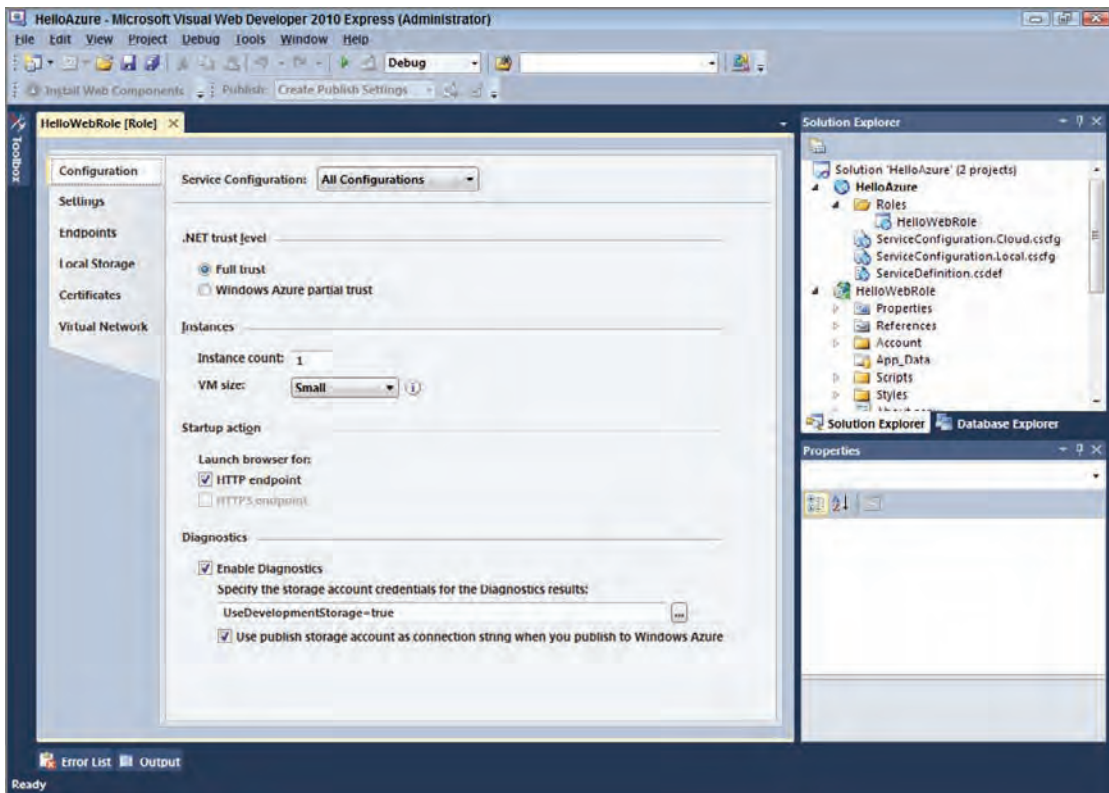 HelloAzure - Microsoft Visual Web Developer 2010 Express (Administrator)
File Edit View Project Debug Tools Window Help
Debug
Install Web Components Publish: Create Publish Settings
Toolbox
HelloWebRole [Role]
Configuration
Settings
Endpoints
Local Storage
Certificates
Virtual Network
Service Configuration: All Configurations
.NET trust level
Full trust
Windows Azure partial trust
Instances
Instance count: 1
VM size: Small
Startup action
Launch browser for:
HTTP endpoint
HTTPS endpoint
Diagnostics
Enable Diagnostics
Specify the storage account credentials for the Diagnostics results:
UseDevelopmentStorage=true
...
Use publish storage account as connection string when you publish to Windows Azure
Solution Explorer
Solution 'HelloAzure' (2 projects)
HelloAzure
Roles
HelloWebRole
ServiceConfiguration.Cloud.cscfg
ServiceConfiguration.Local.cscfg
ServiceDefinition.csdef
HelloWebRole
Properties
References
Account
App_Data
Scripts
Styles
Solution Explorer Database Explorer
Properties
Error List Output
Ready